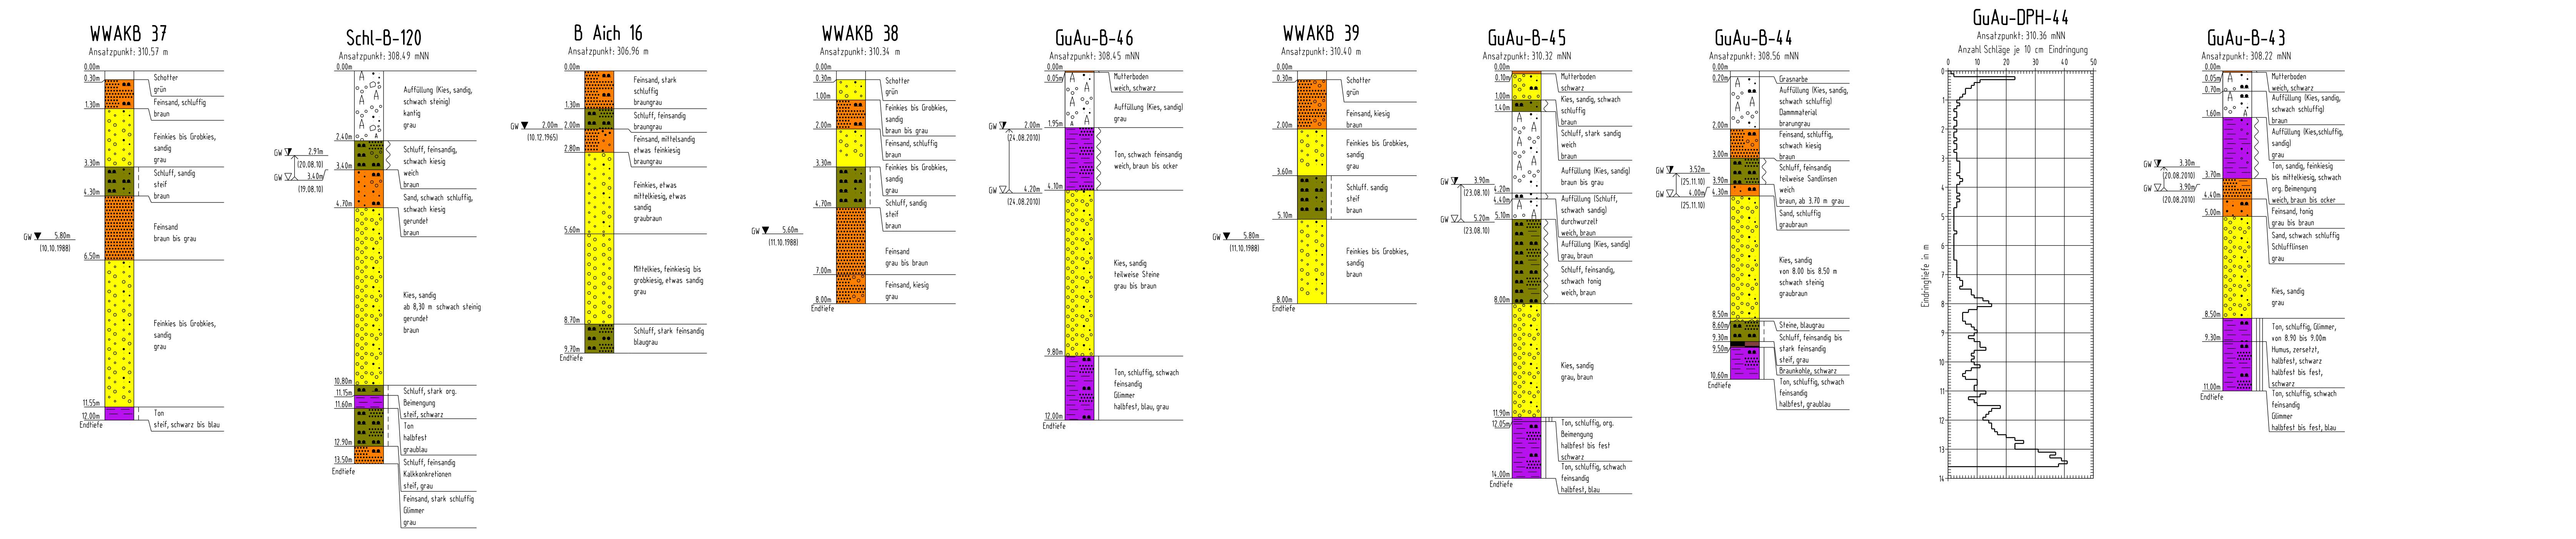 WWAKB 37
Ansatzpunkt: 310.57 m
0.00m
0.30m
1.30m
3.30m
4.30m
6.50m
11.55m
12.00m
Endtiefe
GW 5.80m
(10.10.1988)
Schotter
grün
Feinsand, schluffig
braun
Feinkies bis Grobkies,
sandig
grau
Schluff, sandig
steif
braun
Feinsand
braun bis grau
Feinkies bis Grobkies,
sandig
grau
Ton
steif, schwarz bis blau
Schl-B-120
Ansatzpunkt: 308.49 mNN
0.00m
2.40m
3.40m
4.70m
10.80m
11.15m
11.60m
12.90m
13.50m
Endtiefe
GW 2.91m
(20.08.10)
GW 3.40m
(19.08.10)
Auffüllung (Kies, sandig,
schwach steinig)
kantig
grau
Schluff, feinsandig,
schwach kiesig
weich
braun
Sand, schwach schluffig,
schwach kiesig
gerundet
braun
Kies, sandig
ab 8,30 m schwach steinig
gerundet
braun
Schluff, stark org.
Beimengung
steif, schwarz
Ton
halbfest
graublau
Schluff, feinsandig
Kalkkonkretionen
steif, grau
Feinsand, stark schluffig
Glimmer
grau
B Aich 16
Ansatzpunkt: 306.96 m
0.00m
1.30m
2.00m
2.80m
5.60m
8.70m
9.70m
Endtiefe
GW 2.00m
(10.12.1965)
Feinsand, stark
schluffig
braungrau
Schluff, feinsandig
braungrau
Feinsand, mittelsandig
etwas feinkiesig
braungrau
Feinkies, etwas
mittelkiesig, etwas
sandig
graubraun
Mittelkies, feinkiesig bis
grobkiesig, etwas sandig
grau
Schluff, stark feinsandig
blaugrau
WWAKB 38
Ansatzpunkt: 310.34 m
0.00m
0.30m
1.00m
2.00m
3.30m
4.70m
7.00m
8.00m
Endtiefe
GW 5.60m
(11.10.1988)
Schotter
grün
Feinkies bis Grobkies,
sandig
braun bis grau
Feinsand, schluffig
braun
Feinkies bis Grobkies,
sandig
grau
Schluff, sandig
steif
braun
Feinsand
grau bis braun
Feinsand, kiesig
grau
GuAu-B-46
Ansatzpunkt: 308.45 mNN
0.00m
0.05m
1.95m
4.10m
9.80m
12.00m
Endtiefe
GW 2.00m
(24.08.2010)
GW 4.20m
(24.08.2010)
Mutterboden
weich, schwarz
Auffüllung (Kies, sandig)
grau
Ton, schwach feinsandig
weich, braun bis ocker
Kies, sandig
teilweise Steine
grau bis braun
Ton, schluffig, schwach
feinsandig
Glimmer
halbfest, blau, grau
WWAKB 39
Ansatzpunkt: 310.40 m
0.00m
0.30m
2.00m
3.60m
5.10m
8.00m
Endtiefe
GW 5.80m
(11.10.1988)
Schotter
grün
Feinsand, kiesig
braun
Feinkies bis Grobkies,
sandig
grau
Schluff. sandig
steif
braun
Feinkies bis Grobkies,
sandig
braun
GuAu-B-45
Ansatzpunkt: 310.32 mNN
0.00m
0.10m
1.00m
1.40m
4.20m
4.40m
5.10m
8.00m
11.90m
12.05m
14.00m
Endtiefe
GW 3.90m
(23.08.10)
GW 5.20m
(23.08.10)
Mutterboden
schwarz
Kies, sandig, schwach
schluffig
braun
Schluff, stark sandig
weich
braun
Auffüllung (Kies, sandig)
braun bis grau
Auffüllung (Schluff,
schwach sandig)
durchwurzelt
weich, braun
Auffüllung (Kies, sandig)
grau, braun
Schluff, feinsandig,
schwach tonig
weich, braun
Kies, sandig
grau, braun
Ton, schluffig, org.
Beimengung
halbfest bis fest
schwarz
Ton, schluffig, schwach
feinsandig
halbfest, blau
GuAu-B-44
Ansatzpunkt: 308.56 mNN
0.00m
0.20m
2.00m
3.00m
3.90m
4.30m
8.50m
8.60m
9.30m
9.50m
10.60m
Endtiefe
GW 3.52m
(25.11.10)
GW 4.00m
(25.11.10)
Grasnarbe
Auffüllung (Kies, sandig,
schwach schluffig)
Dammmaterial
brarungrau
Feinsand, schluffig,
schwach kiesig
braun
Schluff, feinsandig
teilweise Sandlinsen
weich
braun, ab 3.70 m grau
Sand, schluffig
graubraun
Kies, sandig
von 8.00 bis 8.50 m
schwach steinig
graubraun
Steine, blaugrau
Schluff, feinsandig bis
stark feinsandig
steif, grau
Braunkohle, schwarz
Ton, schluffig, schwach
feinsandig
halbfest, graublau
GuAu-DPH-44
Ansatzpunkt: 310.36 mNN
Anzahl Schläge je 10 cm Eindringung
0 10 20 30 40 50
0
1
2
3
4
5
6
7
8
9
10
11
12
13
14
Eindringtiefe in m
GuAu-B-43
Ansatzpunkt: 308.22 mNN
0.00m
0.05m
0.70m
1.60m
3.70m
4.40m
5.00m
8.50m
9.30m
11.00m
Endtiefe
GW 3.30m
(20.08.2010)
GW 3.90m
(20.08.2010)
Mutterboden
weich, schwarz
Auffüllung (Kies, sandig,
schwach schluffig)
braun
Auffüllung (Kies,schluffig,
sandig)
grau
Ton, sandig, feinkiesig
bis mittelkiesig, schwach
org. Beimengung
weich, braun bis ocker
Feinsand, tonig
grau bis braun
Sand, schwach schluffig
Schlufflinsen
grau
Kies, sandig
grau
Ton, schluffig, Glimmer,
von 8.90 bis 9.00m
Humus, zersetzt,
halbfest, schwarz
halbfest bis fest,
schwarz
Ton, schluffig, schwach
feinsandig
Glimmer
halbfest bis fest, blau